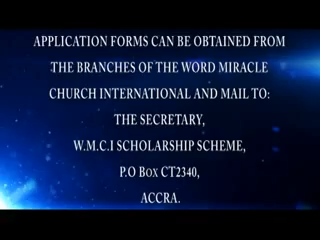 APPLICATION FORMS CAN BE OBTAINED FROM
THE BRANCHES OF THE WORD MIRACLE
CHURCH INTERNATIONAL AND MAIL TO:
THE SECRETARY,
W.M.C.I SCHOLARSHIP SCHEME,
P.O BOX CT2340,
ACCRA.